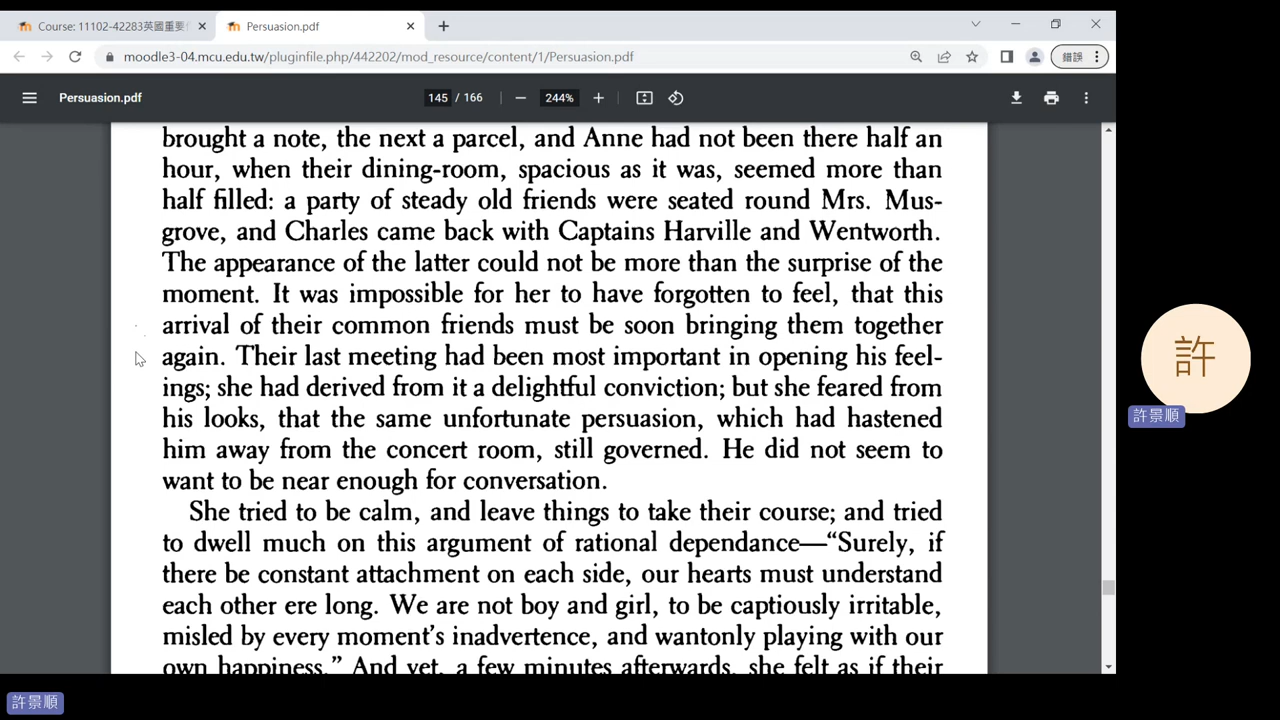 Course: 11102-42283英國重要
Persuasion.pdf
moodle3-04.mcu.edu.tw/pluginfile.php/442202/mod_resource/content/1/Persuasion.pdf
錯誤
Persuasion.pdf
145 / 166
244%
brought a note, the next a parcel, and Anne had not been there half an
hour, when their dining-room, spacious as it was, seemed more than
half filled: a party of steady old friends were seated round Mrs. Mus-
grove, and Charles came back with Captains Harville and Wentworth.
The appearance of the latter could not be more than the surprise of the
moment. It was impossible for her to have forgotten to feel, that this
arrival of their common friends must be soon bringing them together
again. Their last meeting had been most important in opening his feel-
ings; she had derived from it a delightful conviction; but she feared from
his looks, that the same unfortunate persuasion, which had hastened
him away from the concert room, still governed. He did not seem to
want to be near enough for conversation.
She tried to be calm, and leave things to take their course; and tried
to dwell much on this argument of rational dependance—“Surely, if
there be constant attachment on each side, our hearts must understand
each other ere long. We are not boy and girl, to be captiously irritable,
misled by every moment’s inadvertence, and wantonly playing with our
own happiness.” And yet, a few minutes afterwards, she felt as if their
許
許景順
許景順